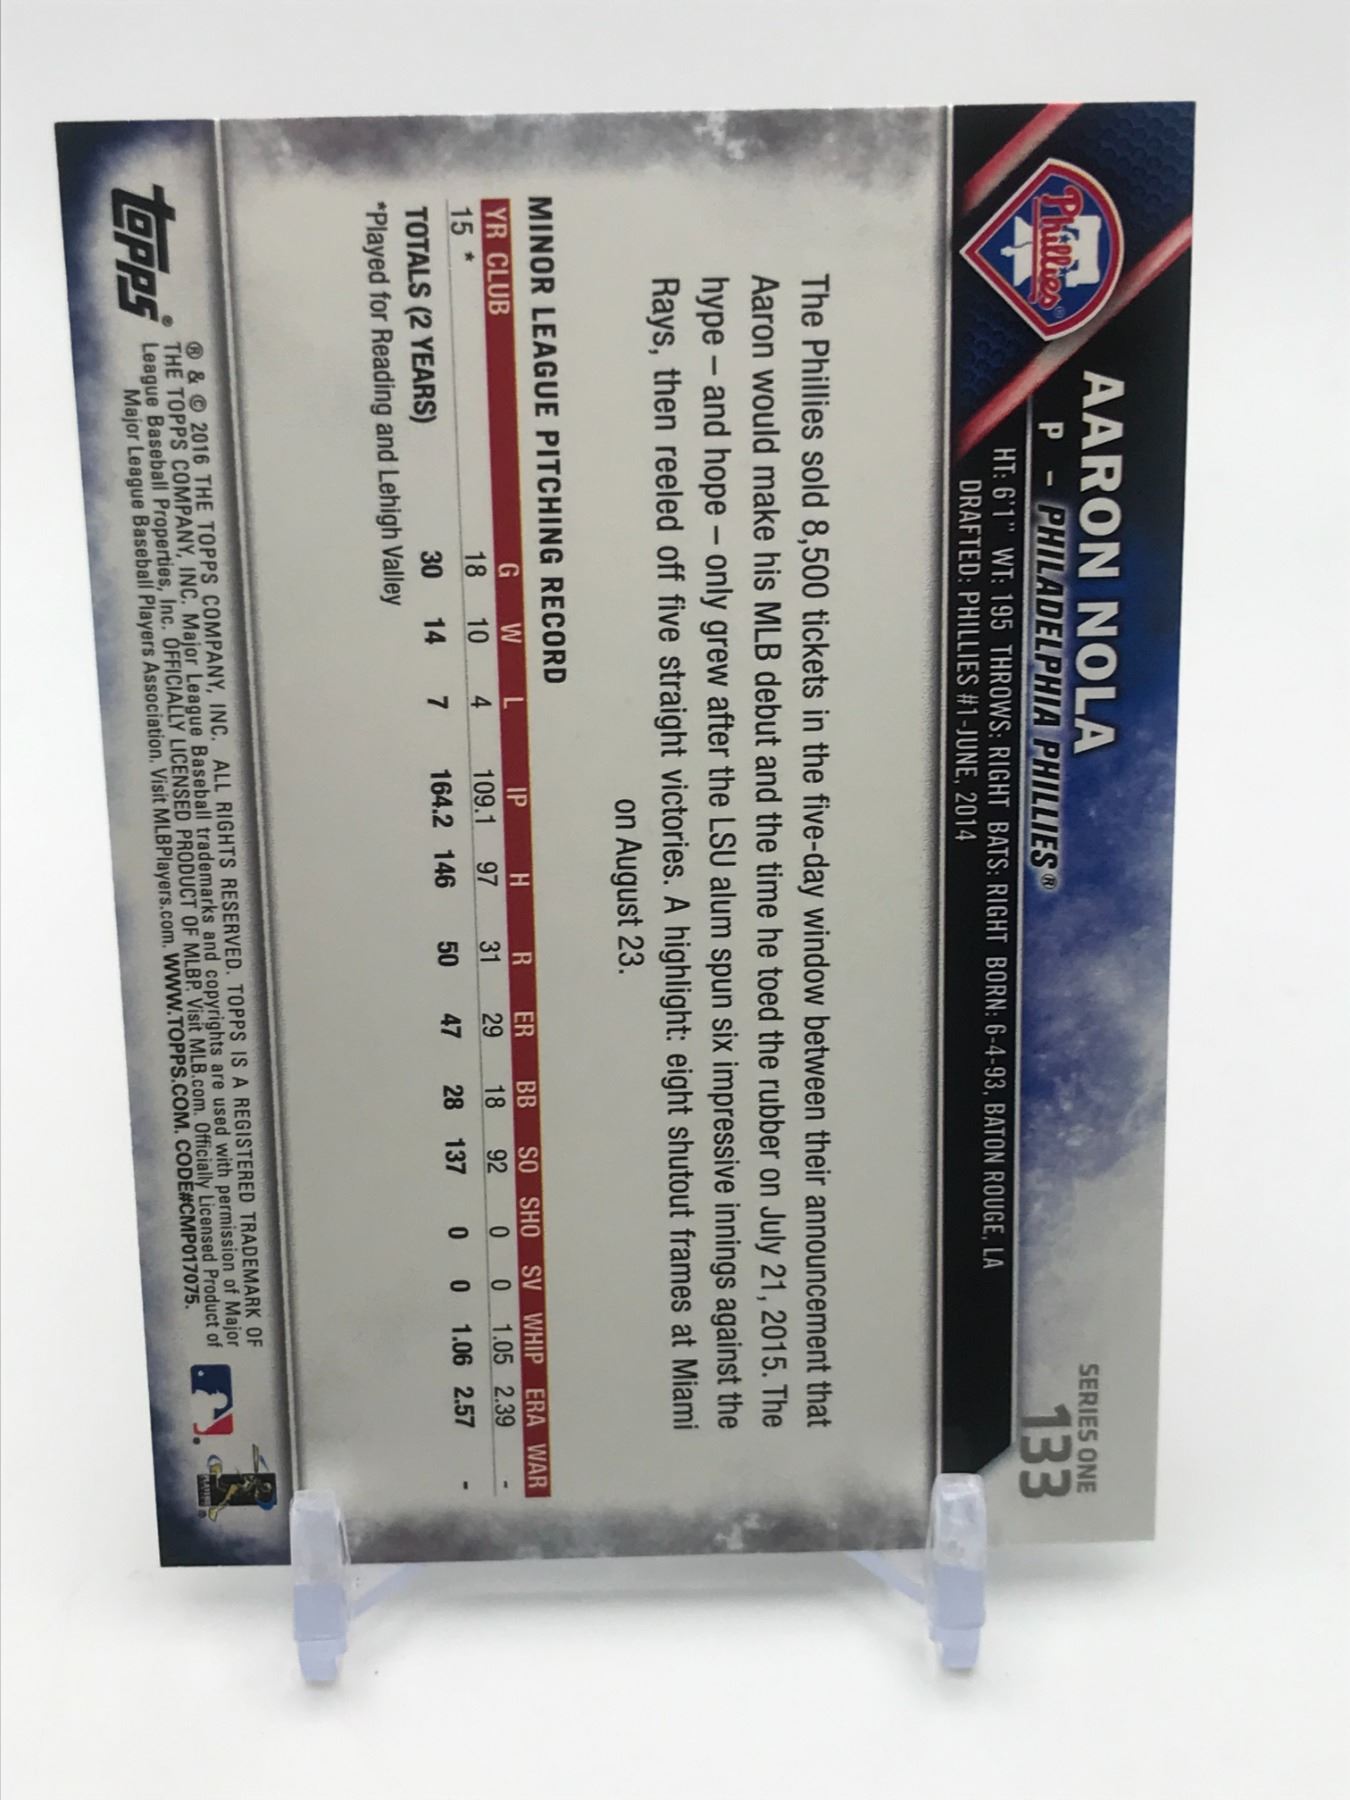 Phillies®
AARON NOLA
P – PHILADELPHIA PHILLIES®
SERIES ONE
133
HT: 6'1" WT: 195 THROWS: RIGHT BATS: RIGHT BORN: 6-4-93, BATON ROUGE, LA
DRAFTED: PHILLIES #1-JUNE, 2014
The Phillies sold 8,500 tickets in the five-day window between their announcement that
Aaron would make his MLB debut and the time he toed the rubber on July 21, 2015. The
hype – and hope – only grew after the LSU alum spun six impressive innings against the
Rays, then reeled off five straight victories. A highlight: eight shutout frames at Miami
on August 23.
MINOR LEAGUE PITCHING RECORD
YR CLUB G W L IP H R ER BB SO SHO SV WHIP ERA WAR
15 * 18 10 4 109.1 97 31 29 18 92 0 0 1.05 2.39 -
TOTALS (2 YEARS) 30 14 7 164.2 146 50 47 28 137 0 0 1.06 2.57 -
*Played for Reading and Lehigh Valley
topps®
® & © 2016 THE TOPPS COMPANY, INC. ALL RIGHTS RESERVED. TOPPS IS A REGISTERED TRADEMARK OF
THE TOPPS COMPANY, INC. Major League Baseball trademarks and copyrights are used with permission of Major
League Baseball Properties, Inc. OFFICIALLY LICENSED PRODUCT OF MLBP. Visit MLB.com. Officially Licensed Product of
Major League Baseball Players Association. Visit MLBPlayers.com. WWW.TOPPS.COM. CODE#CMP017075.